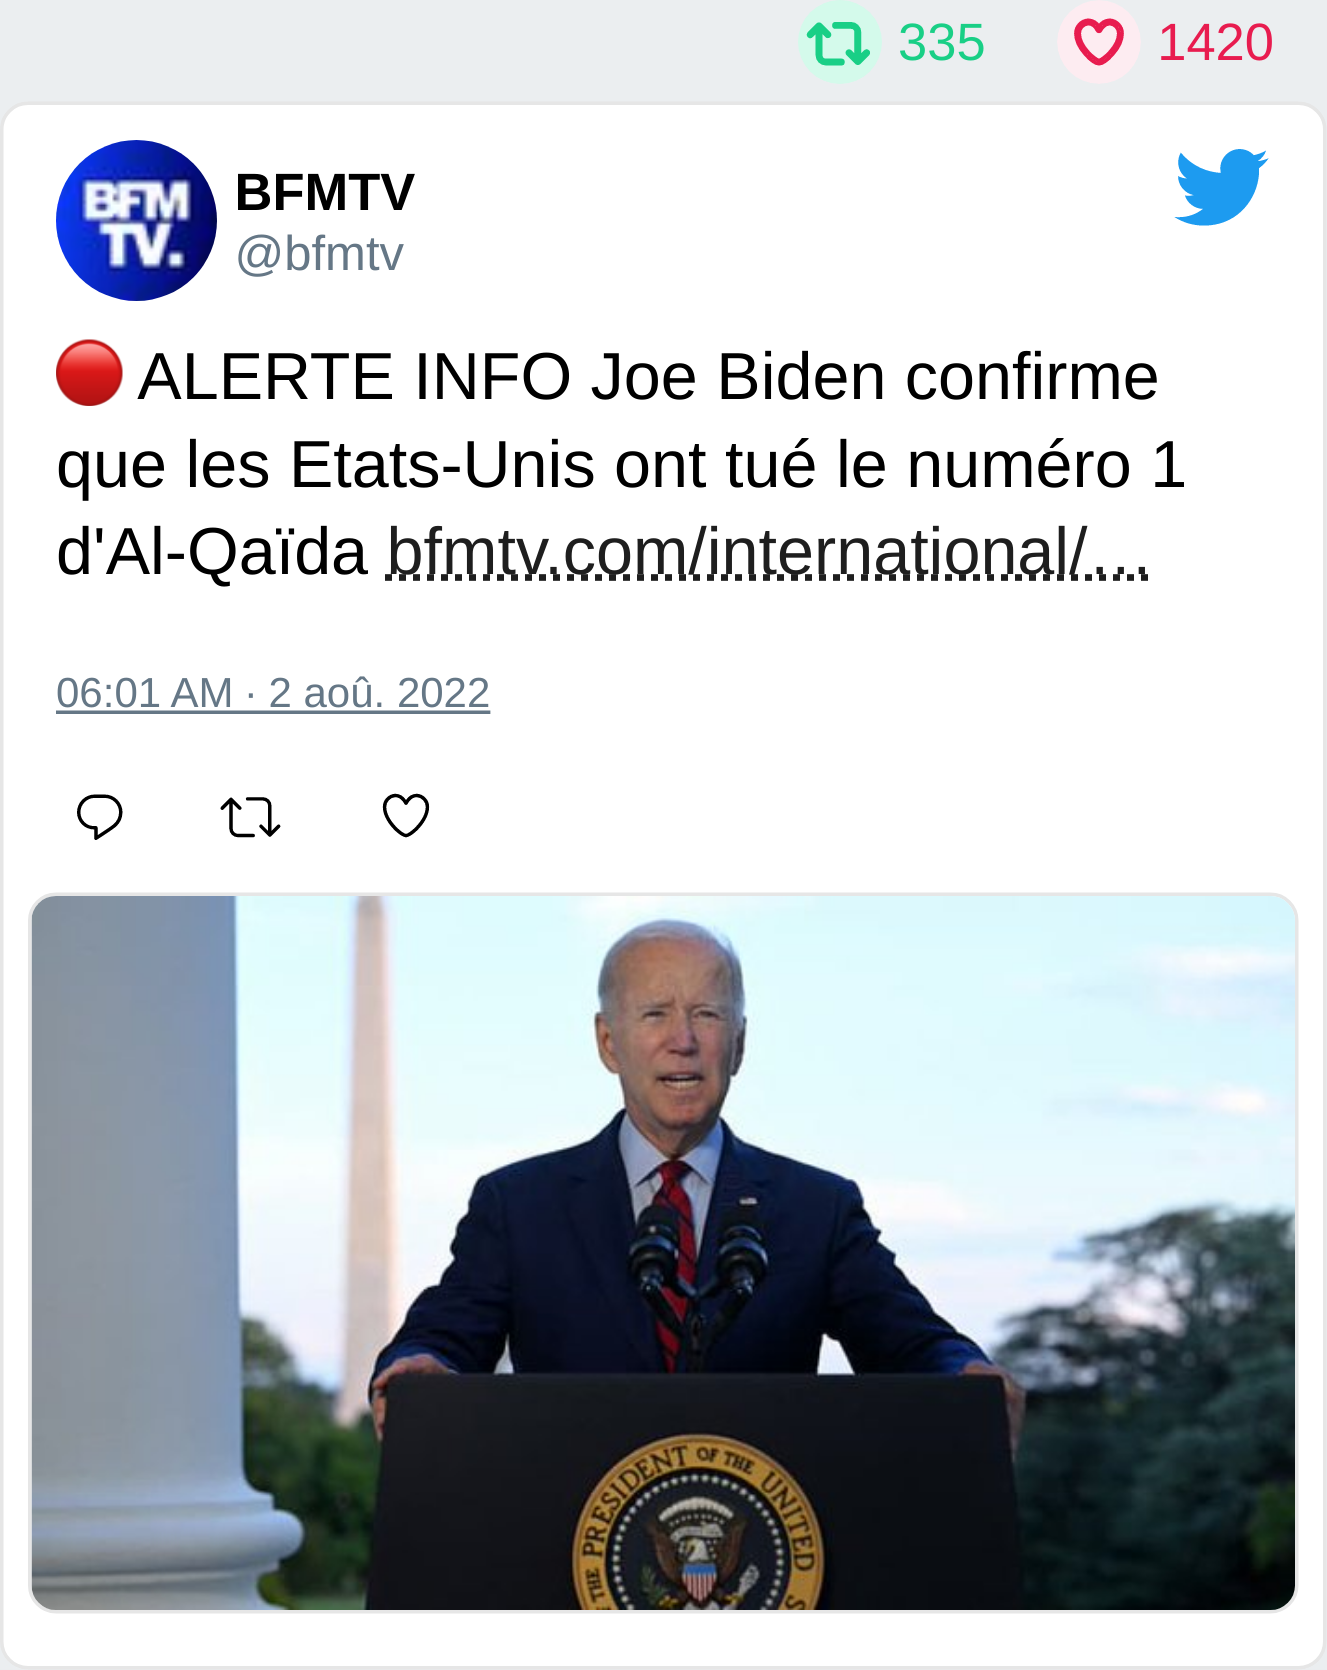 335 1420
BFM
TV.
BFMTV
@bfmtv
🔴 ALERTE INFO Joe Biden confirme
que les Etats-Unis ont tué le numéro 1
d'Al-Qaïda bfmtv.com/international/...
06:01 AM · 2 aoû. 2022
THE PRESIDENT OF THE UNITED S